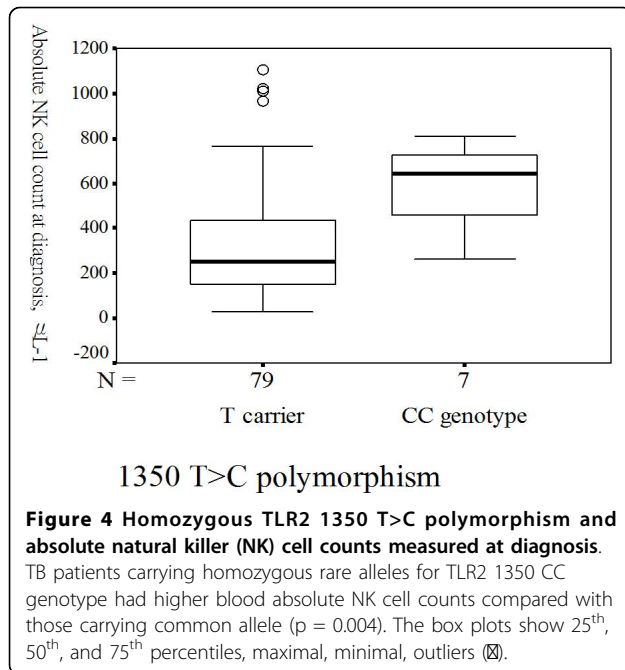 Absolute NK cell count at diagnosis, ≈L-1
1200
1000
800
600
400
200
0
-200
N = 79 7
T carrier CC genotype
1350 T>C polymorphism
Figure 4 Homozygous TLR2 1350 T>C polymorphism and
absolute natural killer (NK) cell counts measured at diagnosis.
TB patients carrying homozygous rare alleles for TLR2 1350 CC
genotype had higher blood absolute NK cell counts compared with
those carrying common allele (p = 0.004). The box plots show 25th,
50th, and 75th percentiles, maximal, minimal, outliers (☒).